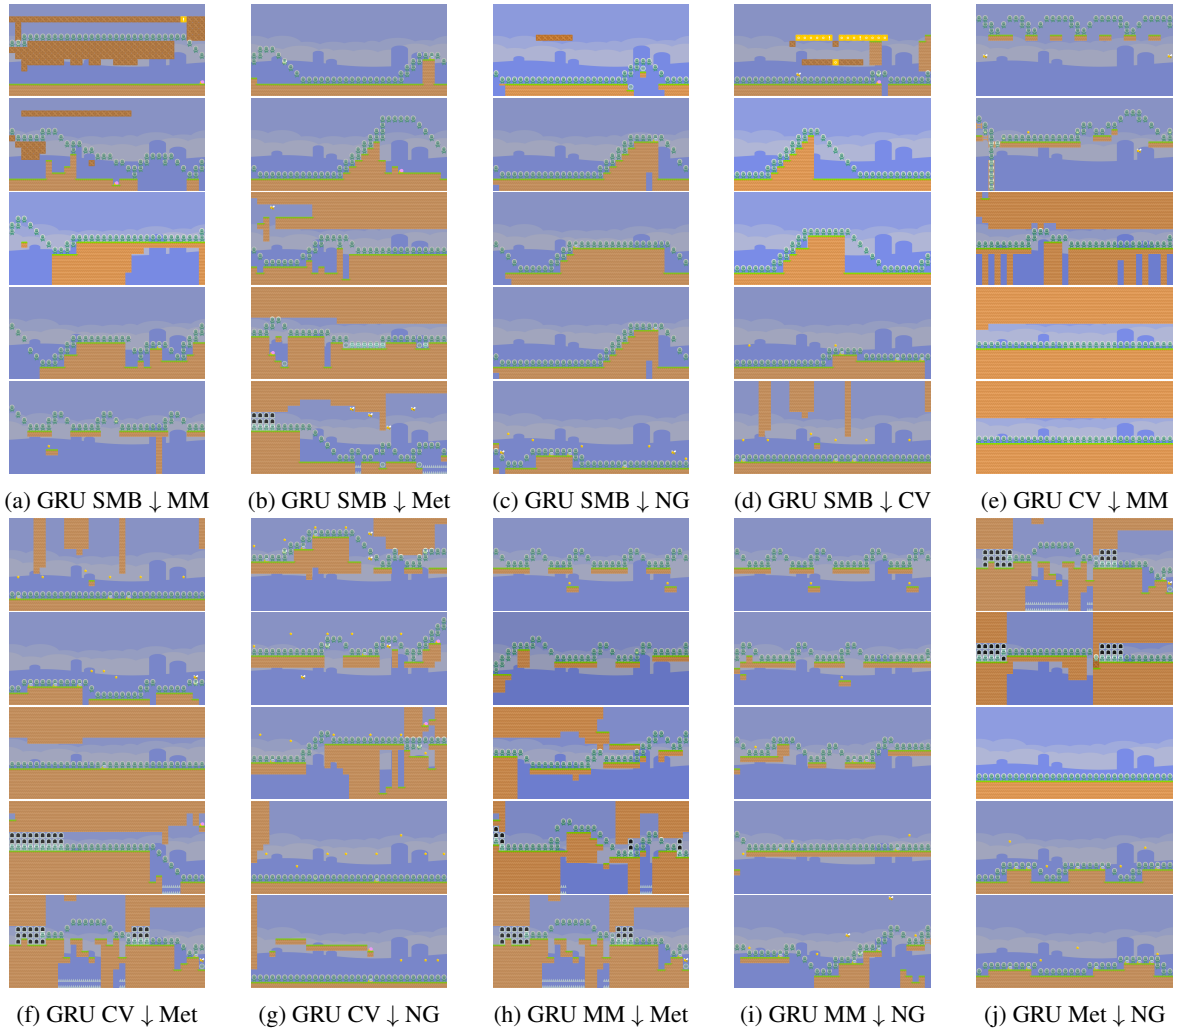 (a) GRU SMB ↓ MM
(b) GRU SMB ↓ Met
(c) GRU SMB ↓ NG
(d) GRU SMB ↓ CV
(e) GRU CV ↓ MM
(f) GRU CV ↓ Met
(g) GRU CV ↓ NG
(h) GRU MM ↓ Met
(i) GRU MM ↓ NG
(j) GRU Met ↓ NG